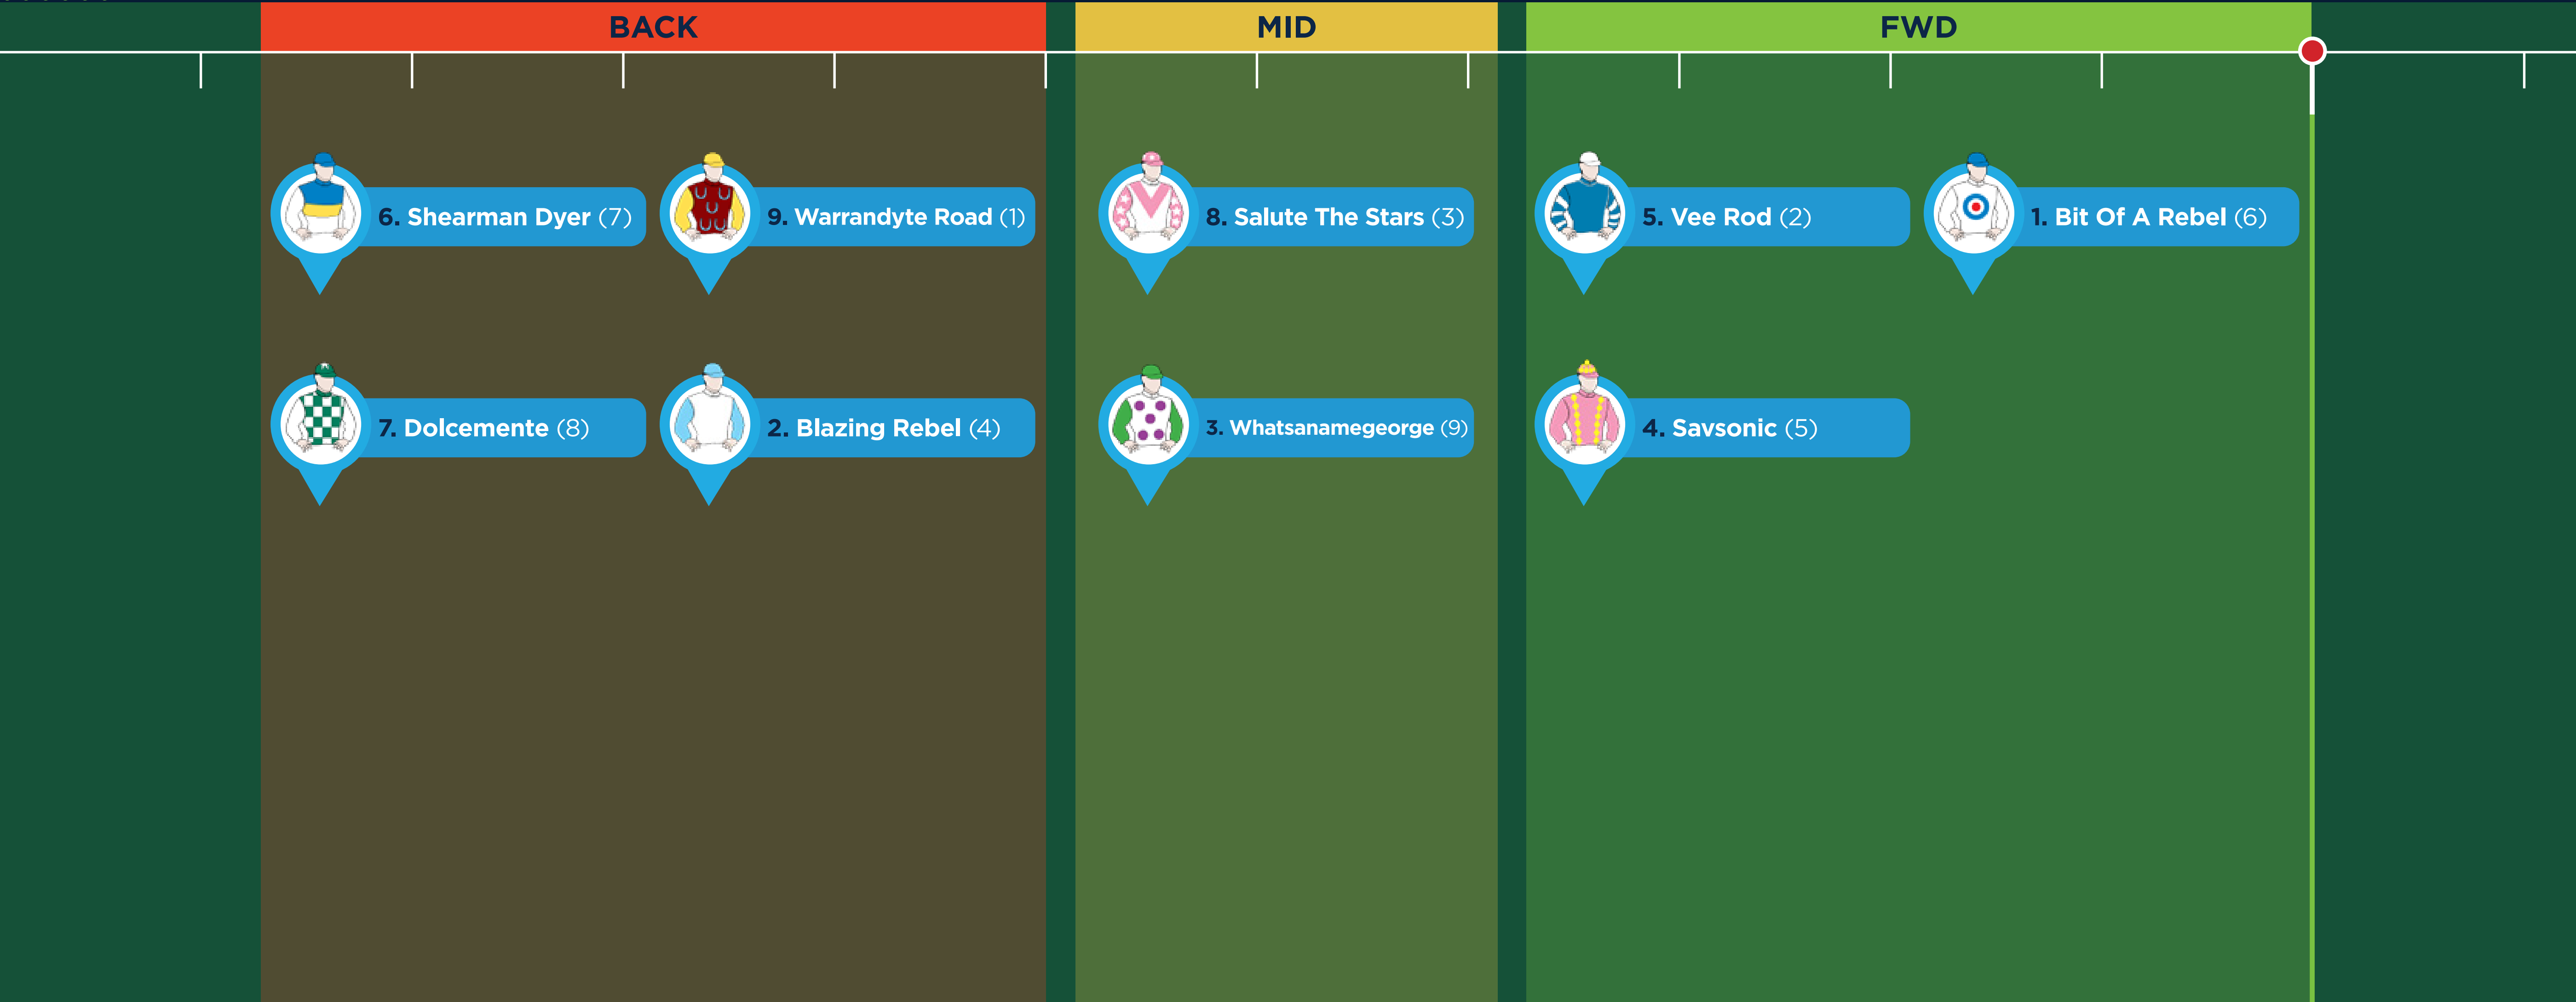 BACK MID FWD
6. Shearman Dyer (7) 9. Warrandyte Road (1) 8. Salute The Stars (3) 5. Vee Rod (2) 1. Bit Of A Rebel (6)
7. Dolcemente (8) 2. Blazing Rebel (4) 3. Whatsanamegeorge (9) 4. Savsonic (5)